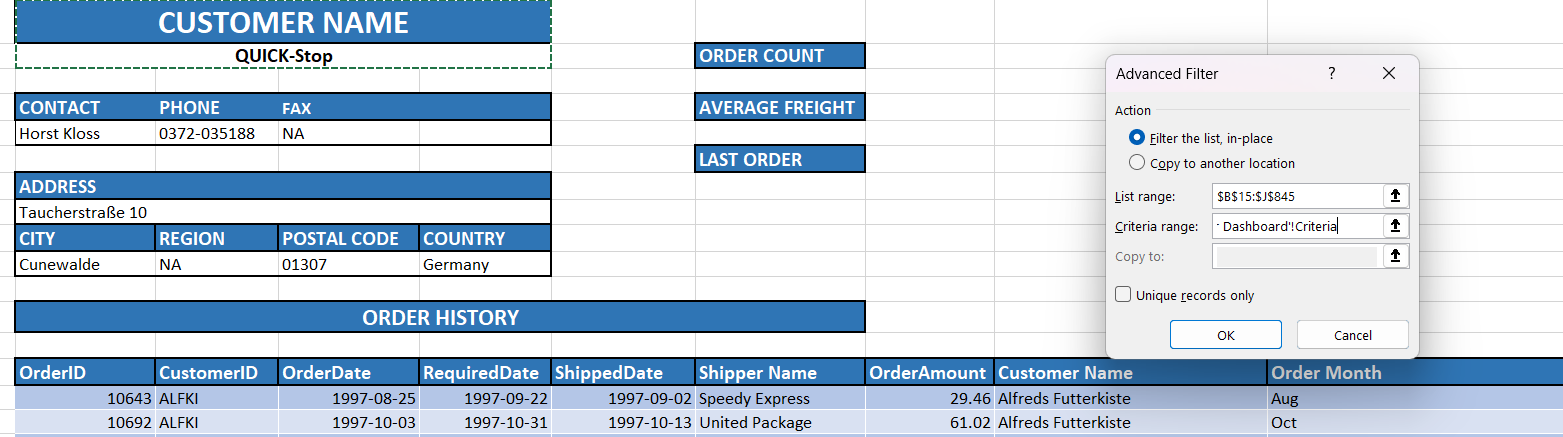 CUSTOMER NAME
QUICK-Stop
ORDER COUNT
CONTACT PHONE FAX
AVERAGE FREIGHT
Horst Kloss 0372-035188 NA
LAST ORDER
ADDRESS
Taucherstraße 10
CITY REGION POSTAL CODE COUNTRY
Cunewalde NA 01307 Germany
ORDER HISTORY
OrderID CustomerID OrderDate RequiredDate ShippedDate Shipper Name OrderAmount Customer Name Order Month
10643 ALFKI 1997-08-25 1997-09-22 1997-09-02 Speedy Express 29.46 Alfreds Futterkiste Aug
10692 ALFKI 1997-10-03 1997-10-31 1997-10-13 United Package 61.02 Alfreds Futterkiste Oct
Advanced Filter ?
Action
Filter the list, in-place
Copy to another location
List range: $B$15:$J$845
Criteria range: Dashboard'!Criteria
Copy to:
Unique records only
OK Cancel